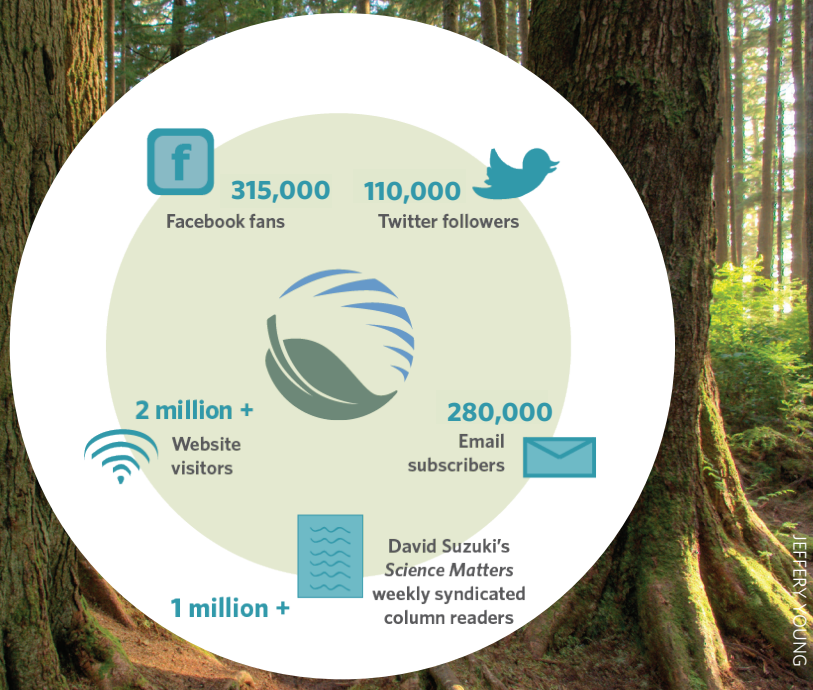 315,000
Facebook fans
110,000
Twitter followers
2 million +
Website
visitors
280,000
Email
subscribers
1 million +
David Suzuki's
Science Matters
weekly syndicated
column readers
JEFFERY YOUNG